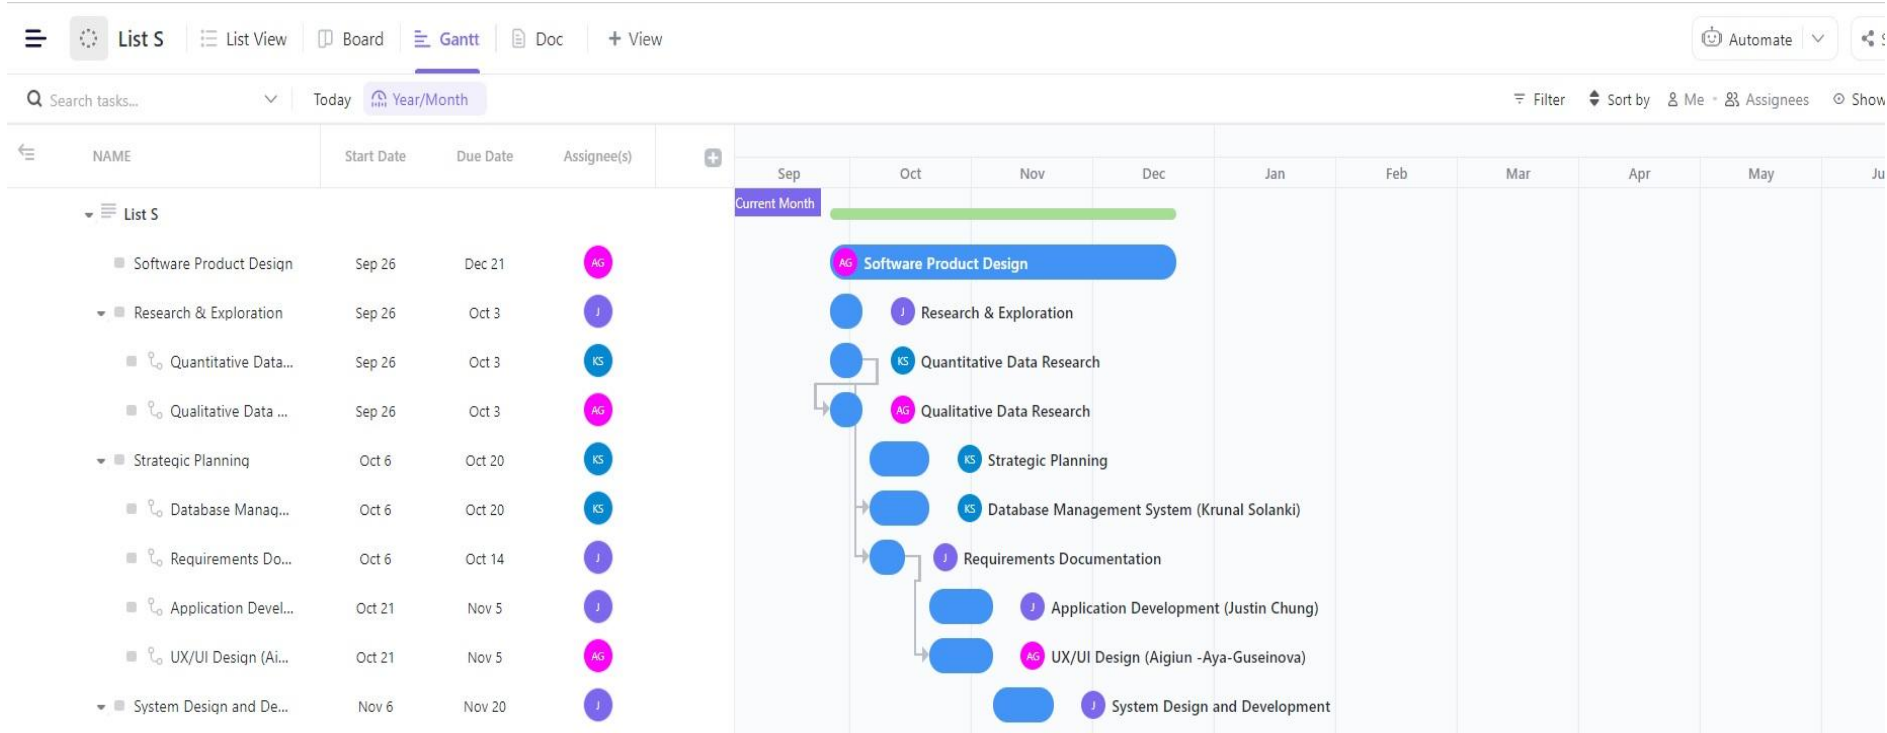 List S List View Board Gantt Doc + View Automate
Search tasks... Today Year/Month Filter Sort by Me Assignees Show
NAME Start Date Due Date Assignee(s)
Sep Oct Nov Dec Jan Feb Mar Apr May Ju
Current Month
List S
Software Product Design Sep 26 Dec 21 AG AG Software Product Design
Research & Exploration Sep 26 Oct 3 J J Research & Exploration
Quantitative Data... Sep 26 Oct 3 KS KS Quantitative Data Research
Qualitative Data ... Sep 26 Oct 3 AG AG Qualitative Data Research
Strategic Planning Oct 6 Oct 20 KS KS Strategic Planning
Database Manag... Oct 6 Oct 20 KS KS Database Management System (Krunal Solanki)
Requirements Do... Oct 6 Oct 14 J J Requirements Documentation
Application Devel... Oct 21 Nov 5 J J Application Development (Justin Chung)
UX/UI Design (Ai... Oct 21 Nov 5 AG AG UX/UI Design (Aigiun -Aya-Guseinova)
System Design and De... Nov 6 Nov 20 J J System Design and Development